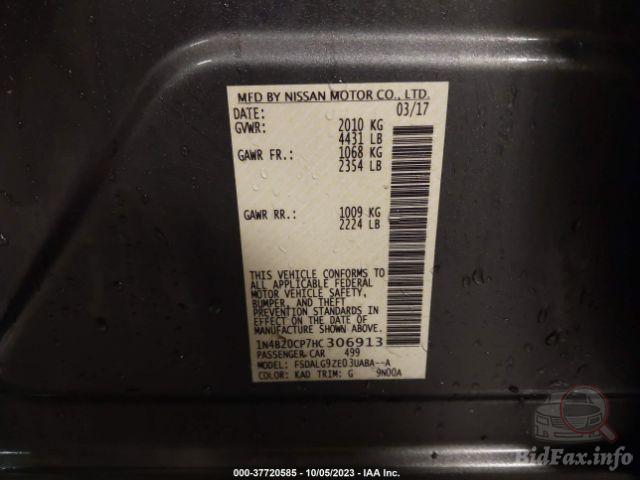 MFD BY NISSAN MOTOR CO., LTD.
DATE: 03/17
GVWR: 2010 KG
4431 LB
GAWR FR.: 1068 KG
2354 LB
GAWR RR.: 1009 KG
2224 LB
THIS VEHICLE CONFORMS TO
ALL APPLICABLE FEDERAL
MOTOR VEHICLE SAFETY,
BUMPER, AND THEFT
PREVENTION STANDARDS IN
EFFECT ON THE DATE OF
MANUFACTURE SHOWN ABOVE.
1N4BZ0CP7HC306913
PASSENGER CAR 499
MODEL: FSDALG9ZE03UABA--A
COLOR: KAD TRIM: G 9N00A
000-37720585 - 10/05/2023 - IAA Inc.
BidFax.info